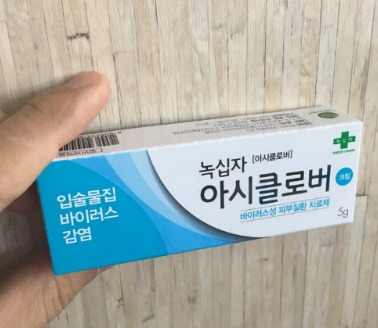 입술물집
바이러스
감염
녹십자 [아시클로버]
아시클로버 크림
바이러스성 피부질환 치료제
5g